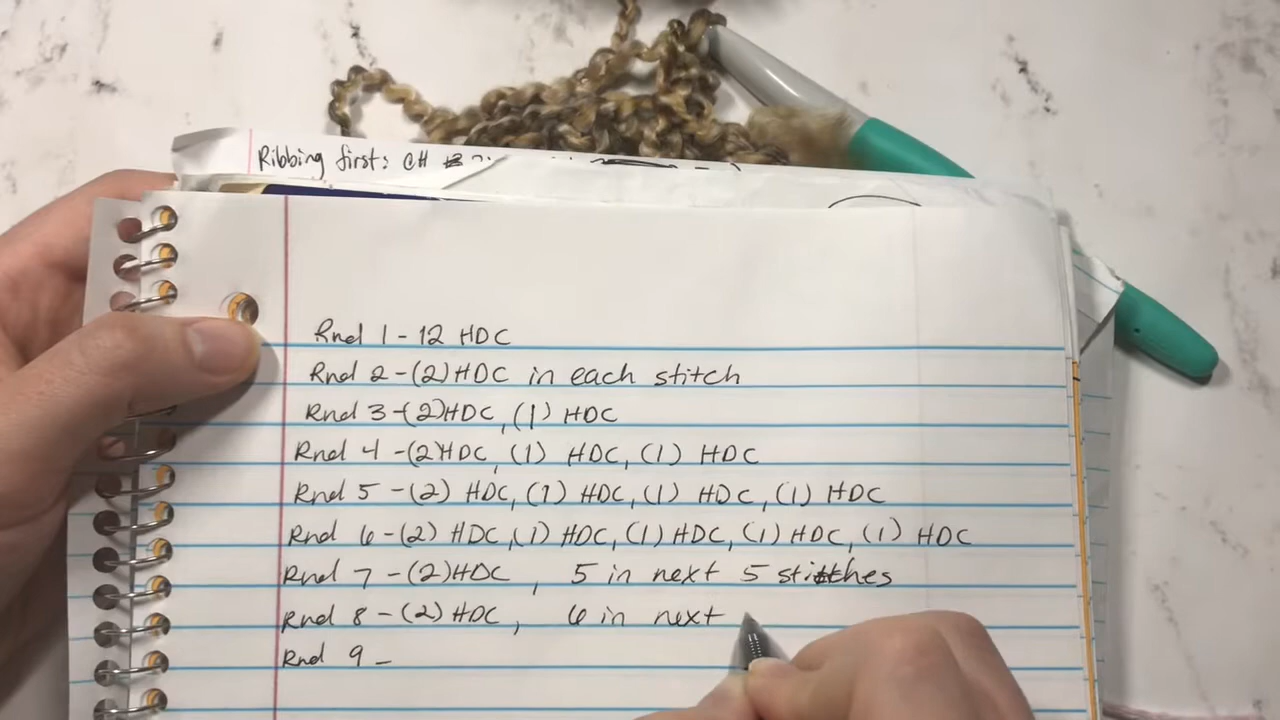 Ribbing first: CH
Rnd 1 - 12 HDC
Rnd 2 - (2) HDC in each stitch
Rnd 3 - (2) HDC, (1) HDC
Rnd 4 - (2) HDC, (1) HDC, (1) HDC
Rnd 5 - (2) HDC, (1) HDC, (1) HDC, (1) HDC
Rnd 6 - (2) HDC, (1) HDC, (1) HDC, (1) HDC, (1) HDC
Rnd 7 - (2) HDC, 5 in next 5 stitches
Rnd 8 - (2) HDC, 6 in next
Rnd 9 -